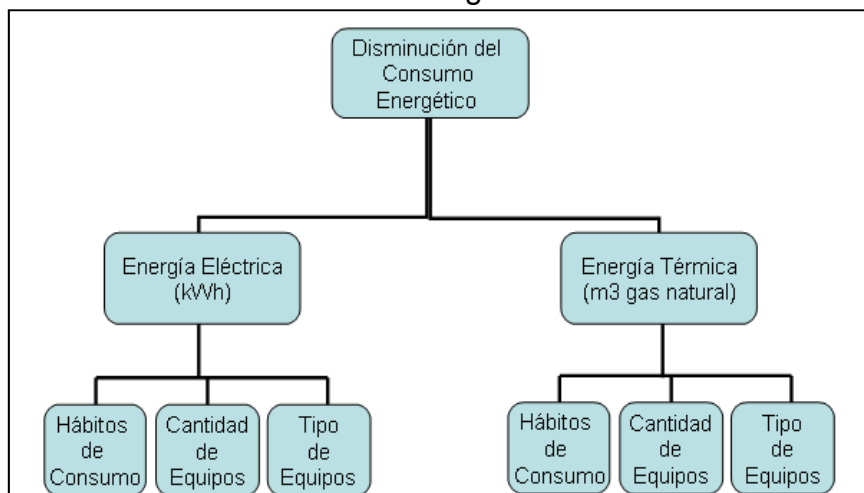 Disminución del
Consumo
Energético
Energía Eléctrica
(kWh)
Energía Térmica
(m3 gas natural)
Hábitos
de
Consumo
Cantidad
de
Equipos
Tipo
de
Equipos
Hábitos
de
Consumo
Cantidad
de
Equipos
Tipo
de
Equipos